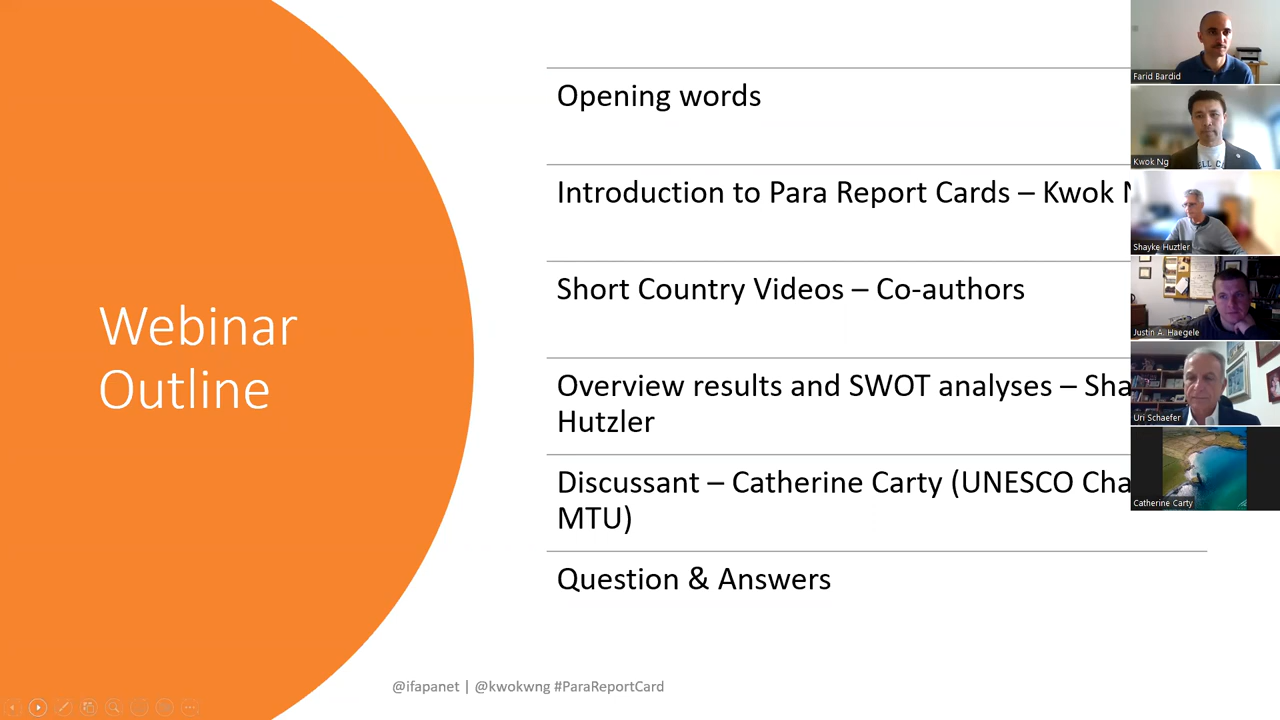 Webinar
Outline
Opening words
Introduction to Para Report Cards – Kwok
Short Country Videos – Co-authors
Overview results and SWOT analyses – Sha
Hutzler
Discussant – Catherine Carty (UNESCO Cha
MTU)
Question & Answers
@ifapanet | @kwokwng #ParaReportCard
Farid Bardid
Kwok Ng
Shayke Huztler
Justin A. Haegele
Uri Schaefer
Catherine Carty